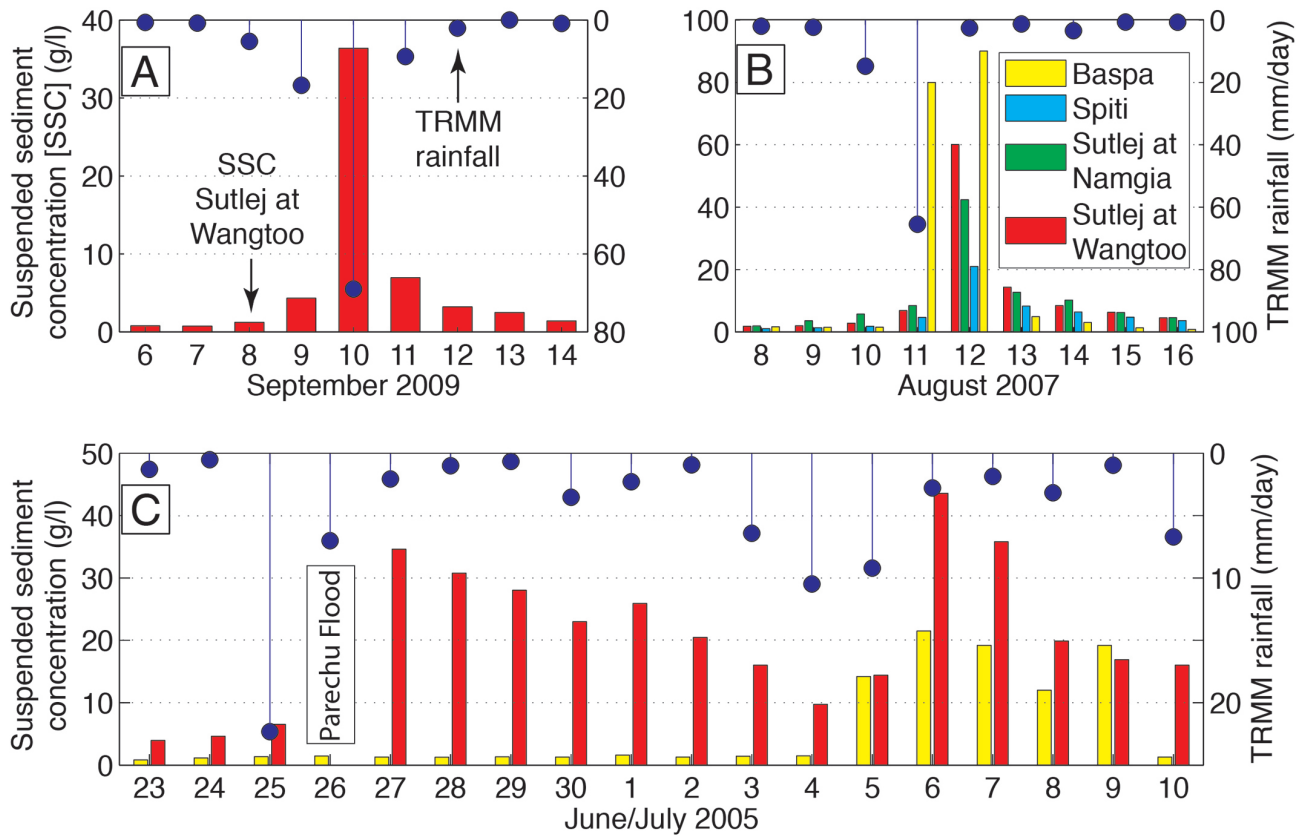 Suspended sediment
concentration [SSC] (g/l)
40
30
20
10
0
A
SSC
Sutlej at
Wangtoo
TRMM
rainfall
0
20
40
60
80
6 7 8 9 10 11 12 13 14
September 2009
100
80
60
40
20
0
B
Baspa
Spiti
Sutlej at
Namgia
Sutlej at
Wangtoo
0
20
40
60
80
100
TRMM rainfall (mm/day)
8 9 10 11 12 13 14 15 16
August 2007
Suspended sediment
concentration (g/l)
50
40
30
20
10
0
C
Parechu Flood
0
10
20
TRMM rainfall (mm/day)
23 24 25 26 27 28 29 30 1 2 3 4 5 6 7 8 9 10
June/July 2005